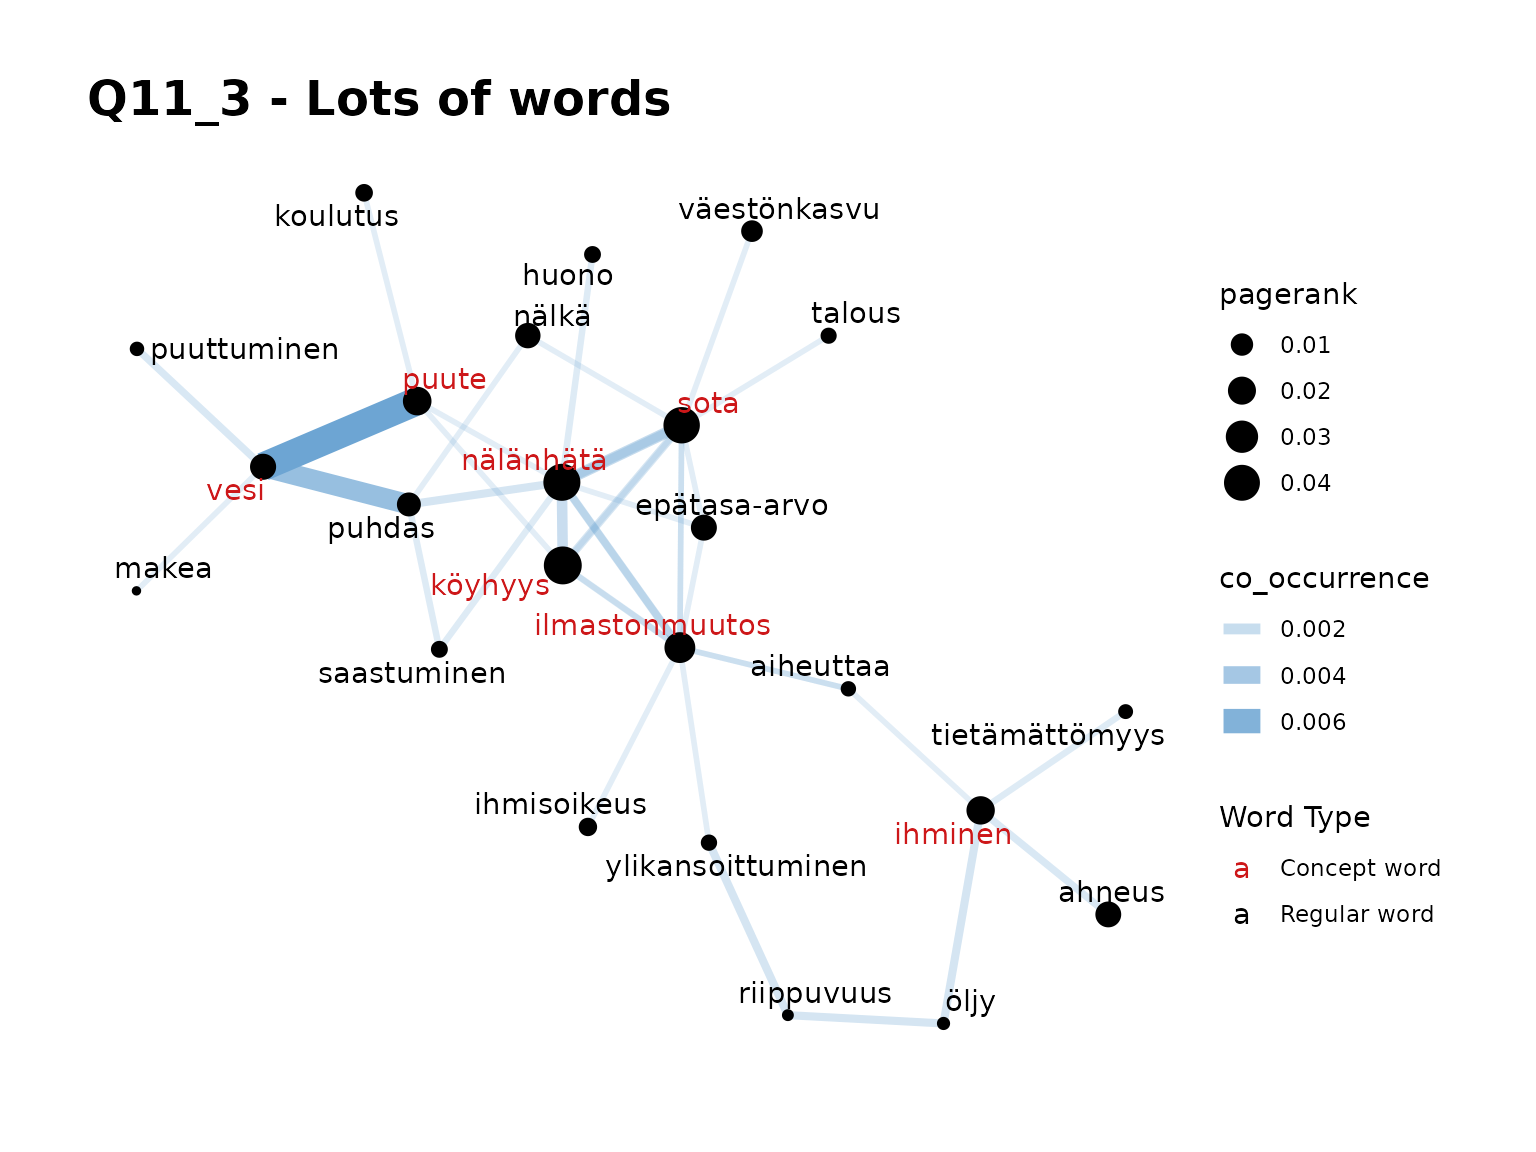 Q11_3 - Lots of words
koulutus
väestönkasvu
huono
nälkä
talous
puuttuminen
puute
sota
nälänhätä
vesi
epätasa-arvo
puhdas
makea
köyhyys
ilmastonmuutos
saastuminen
aiheuttaa
tietämättömyys
ihmisoikeus
ihminen
ylikansoittuminen
ahneus
riippuvuus
öljy
pagerank
0.01
0.02
0.03
0.04
co_occurrence
0.002
0.004
0.006
Word Type
a Concept word
a Regular word